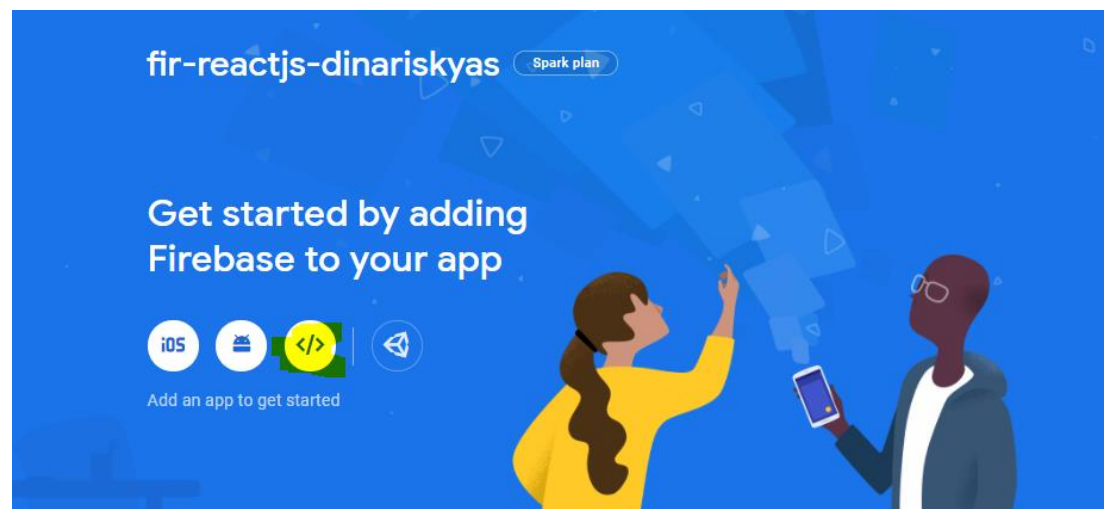 fir-reactjs-dinariskyas Spark plan
Get started by adding
Firebase to your app
iOS </>
Add an app to get started